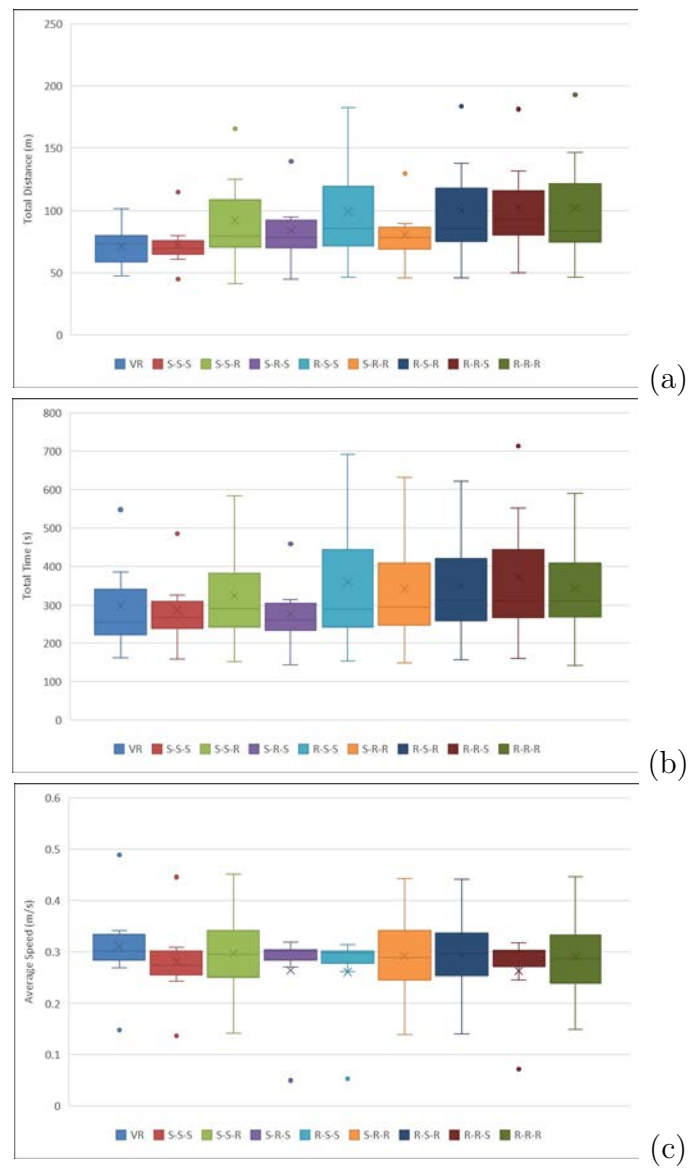 250
200
150
100
50
0
Total Distance (m)
VR S-S-S S-S-R S-R-S R-S-S S-R-R R-S-R R-R-S R-R-R
(a)
800
700
600
500
400
300
200
100
0
Total Time (s)
VR S-S-S S-S-R S-R-S R-S-S S-R-R R-S-R R-R-S R-R-R
(b)
0.6
0.5
0.4
0.3
0.2
0.1
0
Average Speed (m/s)
VR S-S-S S-S-R S-R-S R-S-S S-R-R R-S-R R-R-S R-R-R
(c)